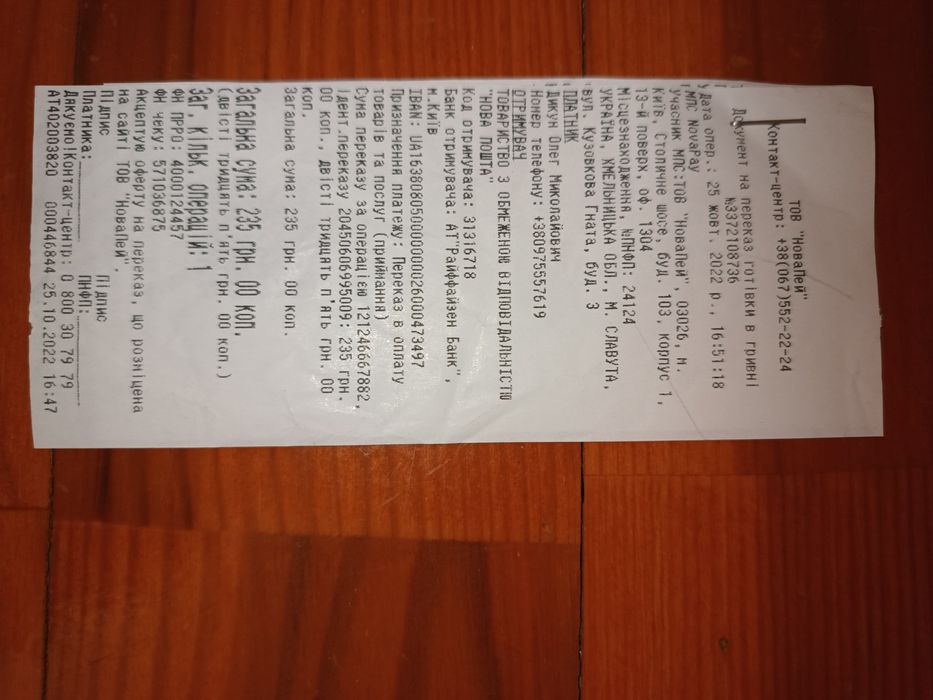 ТОВ "НоваПей"
Контакт-центр: +38(067)552-22-24
Документ на переказ готівки в гривні
№3372108736
Дата опер.: 25 жовт. 2022 р., 16:51:18
МПС NovaPay
учасник МПС:ТОВ "НоваПей", 03026, м.
Київ, Столичне шосе, буд. 103, корпус 1,
13-й поверх, оф. 1304
Місцезнаходження, №ПНФП: 24124
УКРАЇНА, ХМЕЛЬНИЦЬКА ОБЛ., М. СЛАВУТА,
вул. Кузовкова Гната, буд. 3
ПЛАТНИК
Дикун Олег Миколайович
Номер телефону: +380975557619
ОТРИМУВАЧ
ТОВАРИСТВО З ОБМЕЖЕНОЮ ВІДПОВІДАЛЬНІСТЮ
"НОВА ПОШТА"
Код отримувача: 31316718
Банк отримувача: АТ"Райффайзен Банк",
м.Київ
IBAN: UA163808050000000026000473497
Призначення платежу: Переказ в оплату
товарів та послуг (приймання)
Сума переказу за операцією 121246667882,
ідент.переказу 20450606995009: 235 грн.
00 коп., двісті тридцять п'ять грн. 00
коп.
Загальна сума: 235 грн. 00 коп.
Загальна сума: 235 грн. 00 коп.
(двісті тридцять п'ять грн. 00 коп.)
Заг. кільк. операцій: 1
ФН ПРРО: 4000124457
ФН чеку: 571036875
Акцептую оферту на переказ, що розміщена
на сайті ТОВ "НоваПей".
Підпис Підпис
Платника: ПНФП:
Дякуємо!Контакт-центр: 0 800 30 79 79
AT402003820 0000446844 25.10.2022 16:47